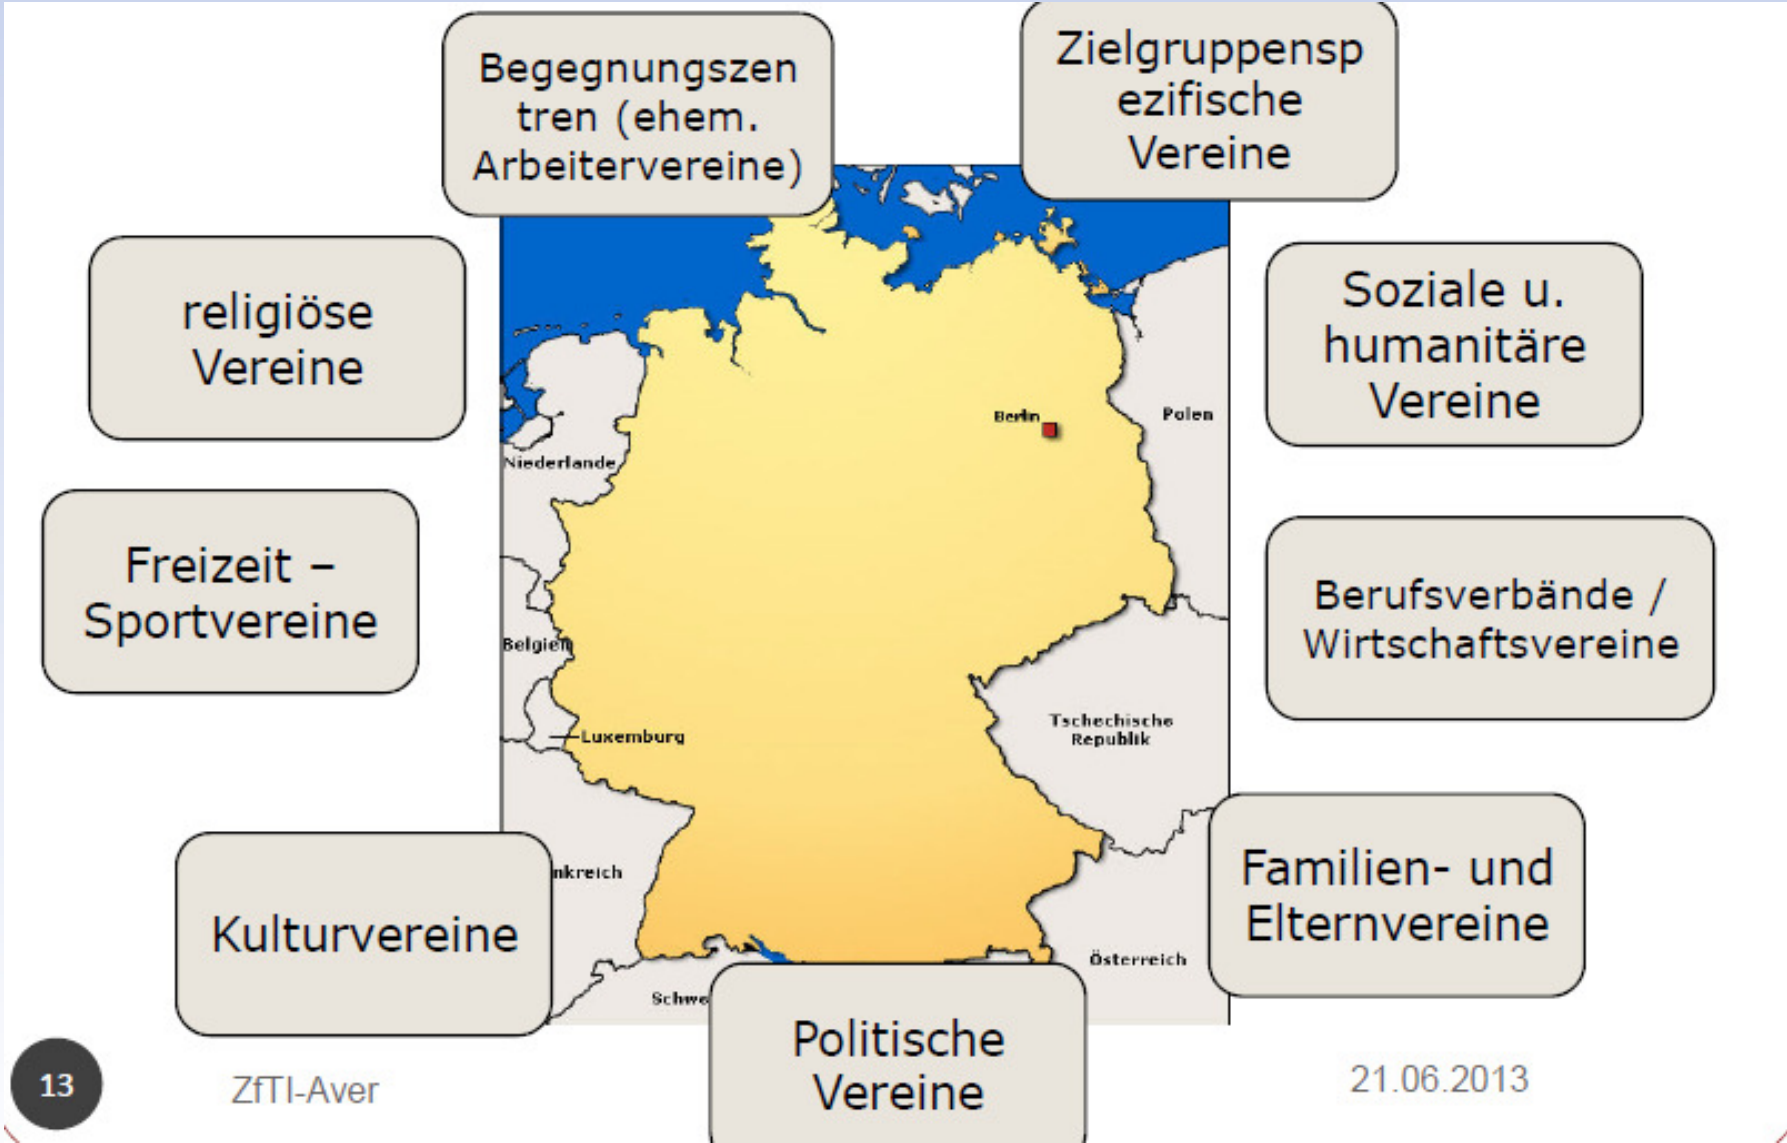 Begegnungszen
tren (ehem.
Arbeitervereine)
Zielgruppensp
ezifische
Vereine
religiöse
Vereine
Soziale u.
humanitäre
Vereine
Freizeit –
Sportvereine
Berufsverbände /
Wirtschaftsvereine
Kulturvereine
Familien- und
Elternvereine
Politische
Vereine
Berlin
Polen
Niederlande
Belgien
Luxemburg
Tschechische
Republik
nkreich
Österreich
Schwe
13
ZfTI-Aver
21.06.2013